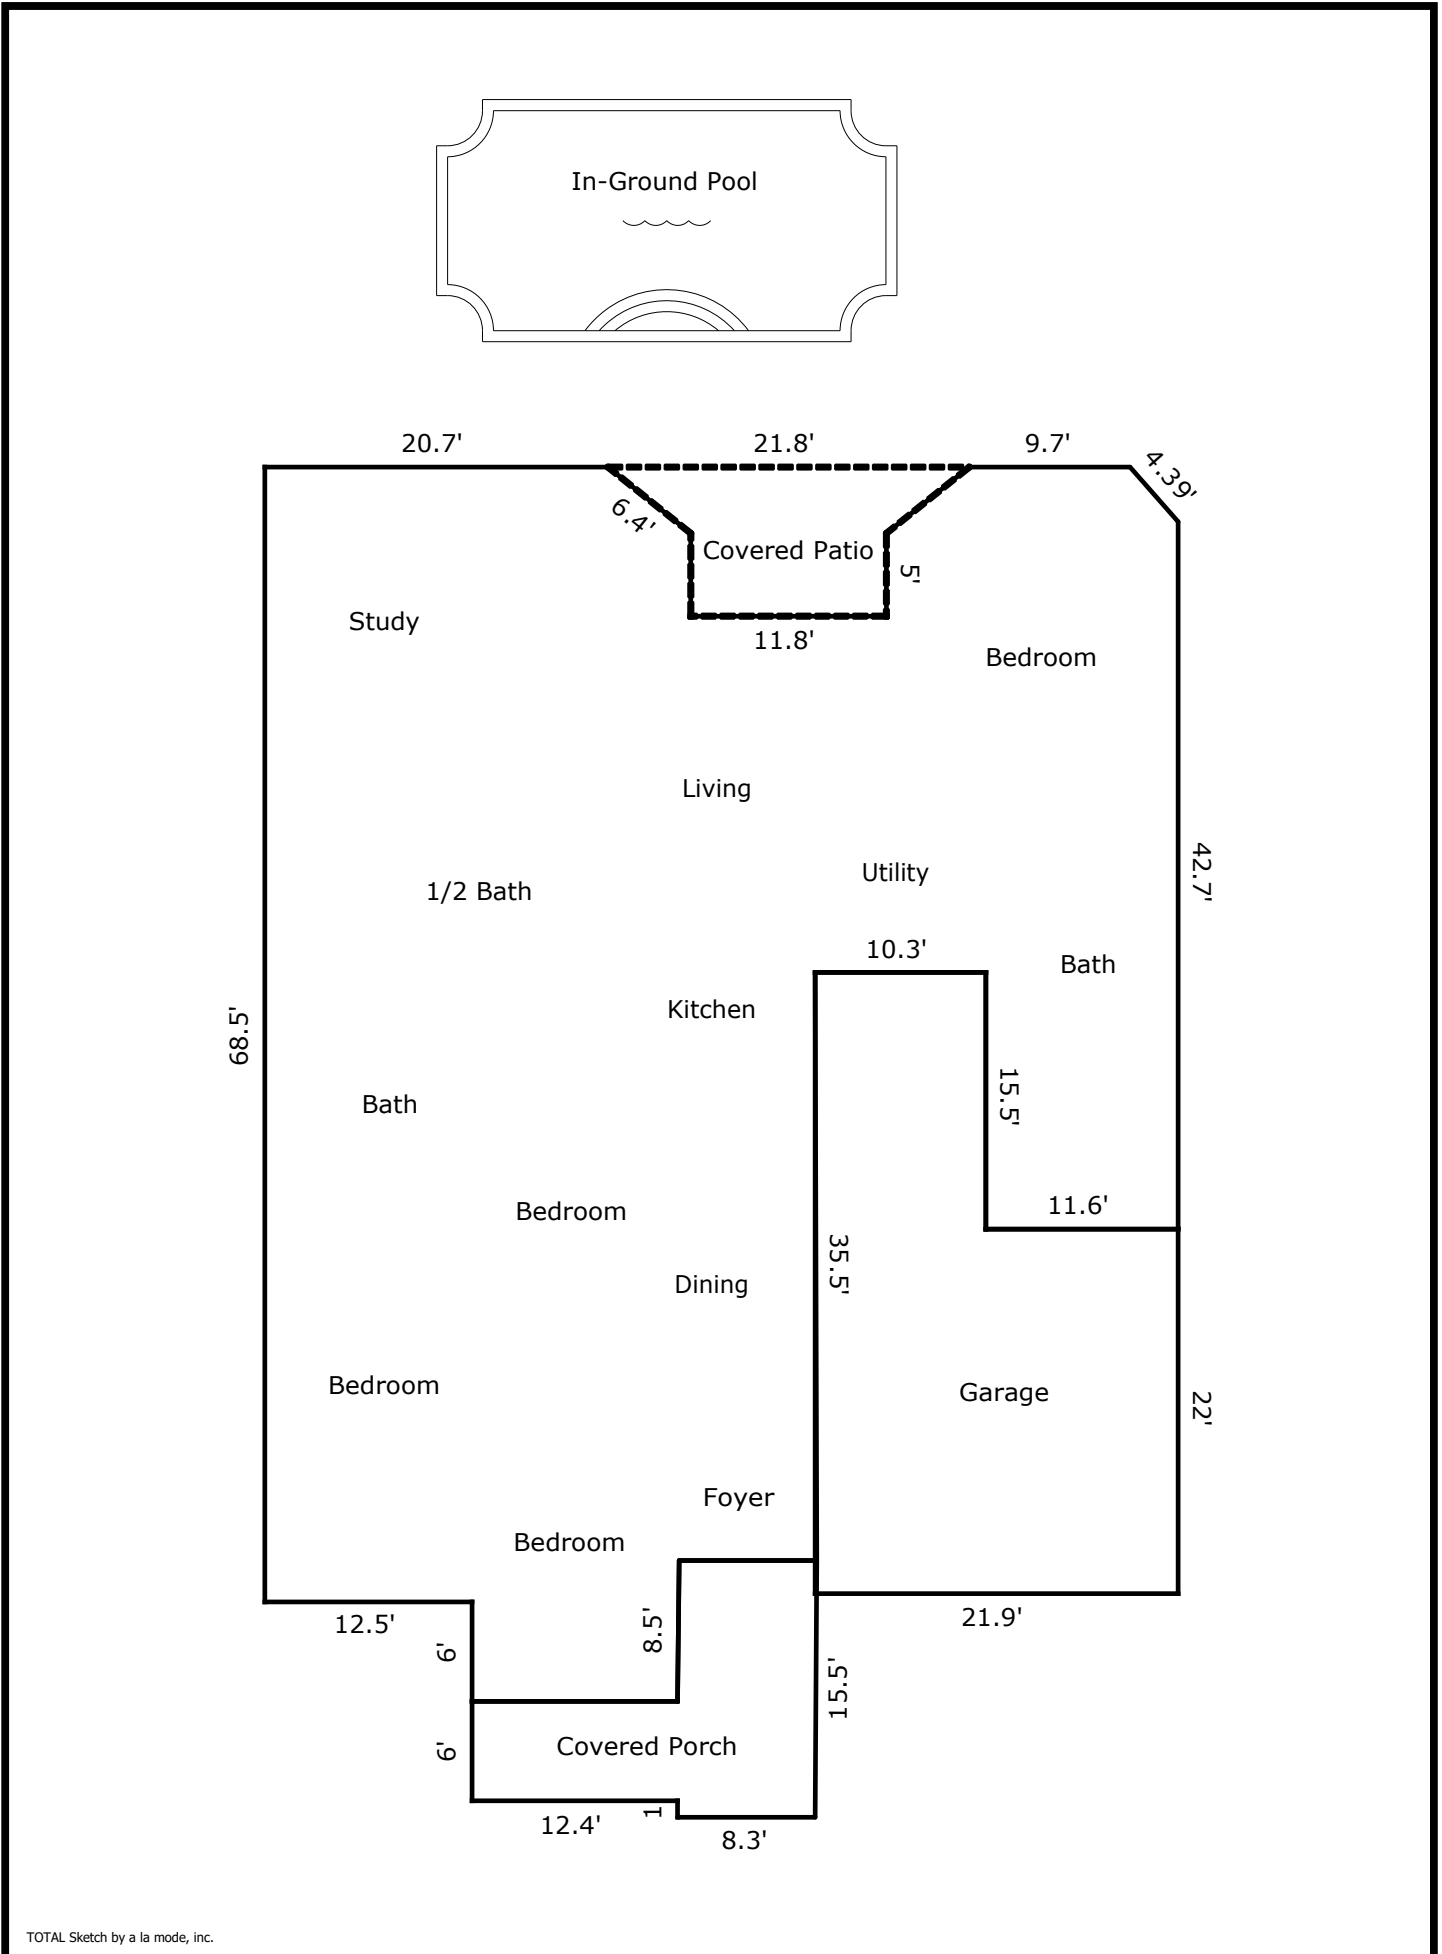 In-Ground Pool
20.7'
21.8'
9.7'
4.39'
6.4'
Covered Patio
5'
11.8'
Study
Bedroom
Living
Utility
1/2 Bath
42.7'
10.3'
Bath
Kitchen
68.5'
15.5'
Bath
11.6'
Bedroom
35.5'
Dining
Bedroom
Garage
22'
Foyer
Bedroom
12.5'
6'
8.5'
21.9'
15.5'
6'
Covered Porch
12.4'
1
8.3'
TOTAL Sketch by a la mode, inc.